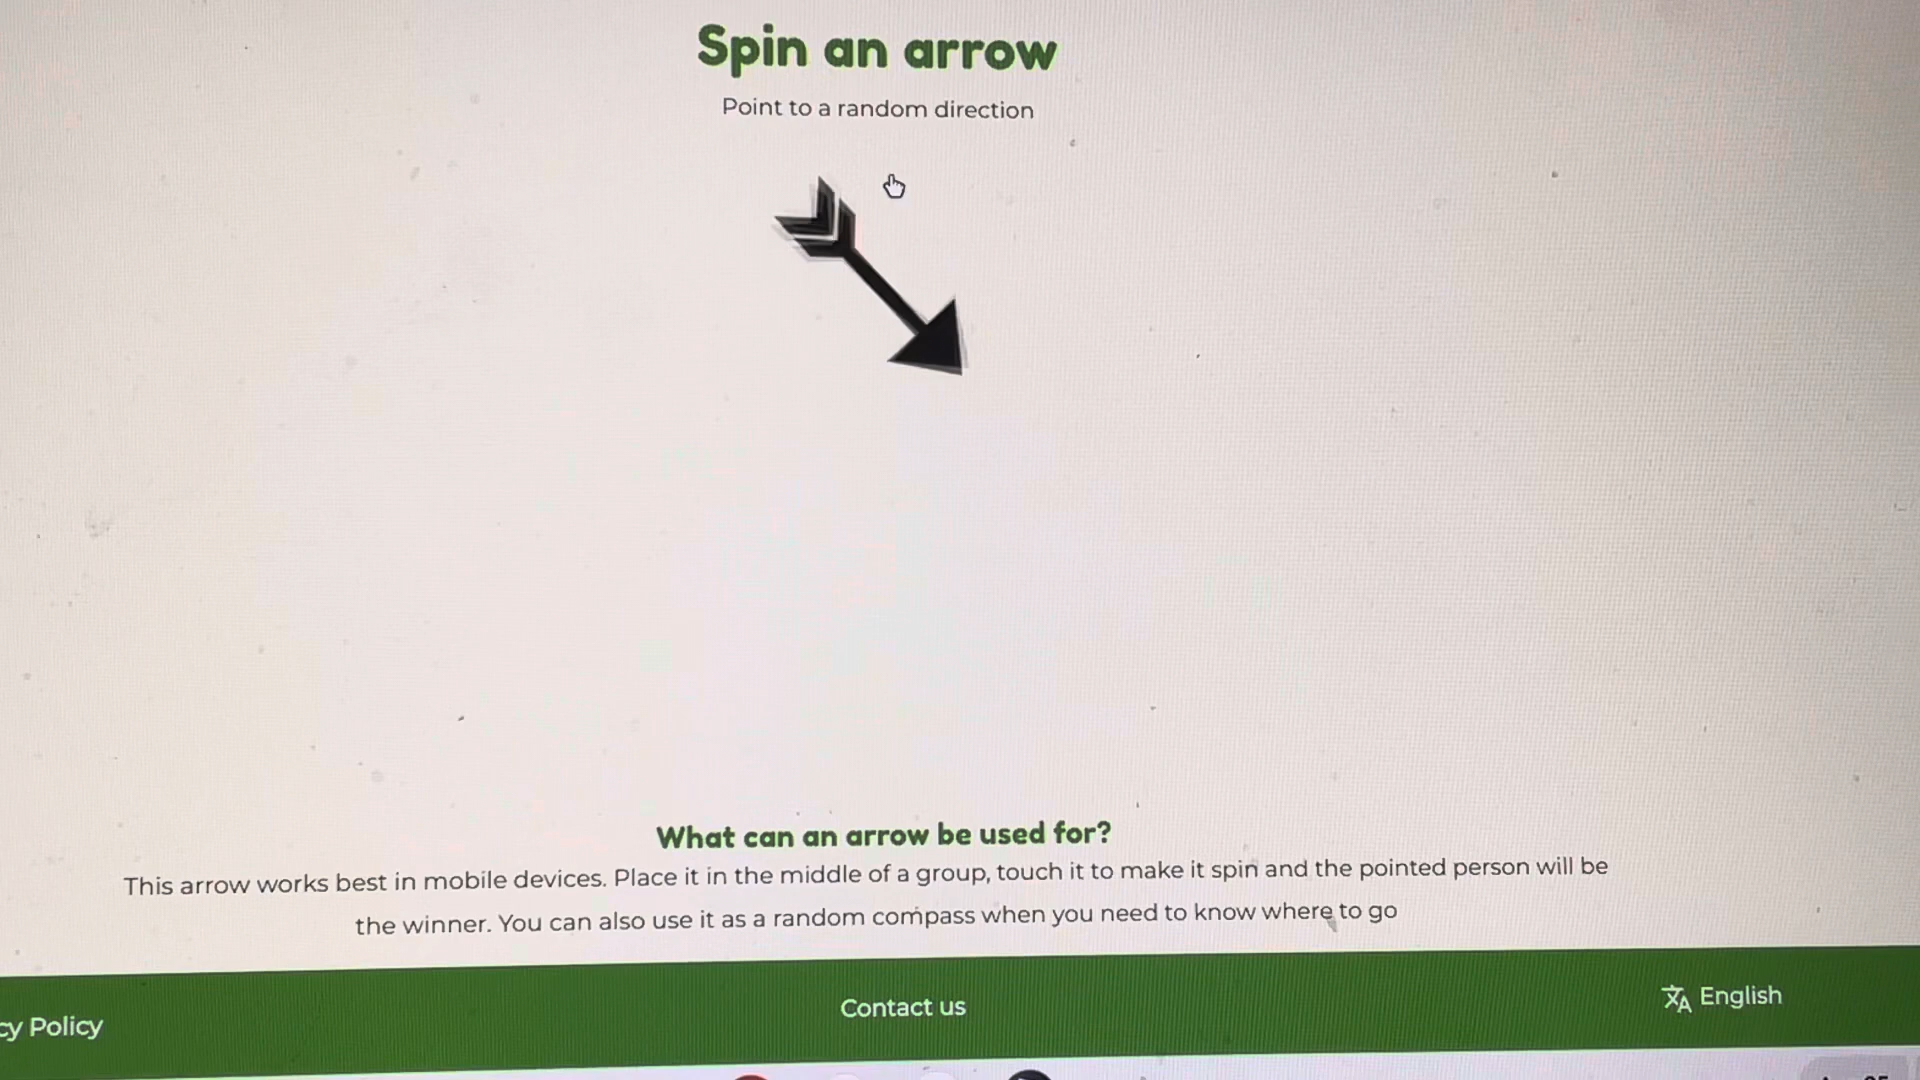 Spin an arrow
Point to a random direction
What can an arrow be used for?
This arrow works best in mobile devices. Place it in the middle of a group, touch it to make it spin and the pointed person will be
the winner. You can also use it as a random compass when you need to know where to go
Policy
Contact us
English